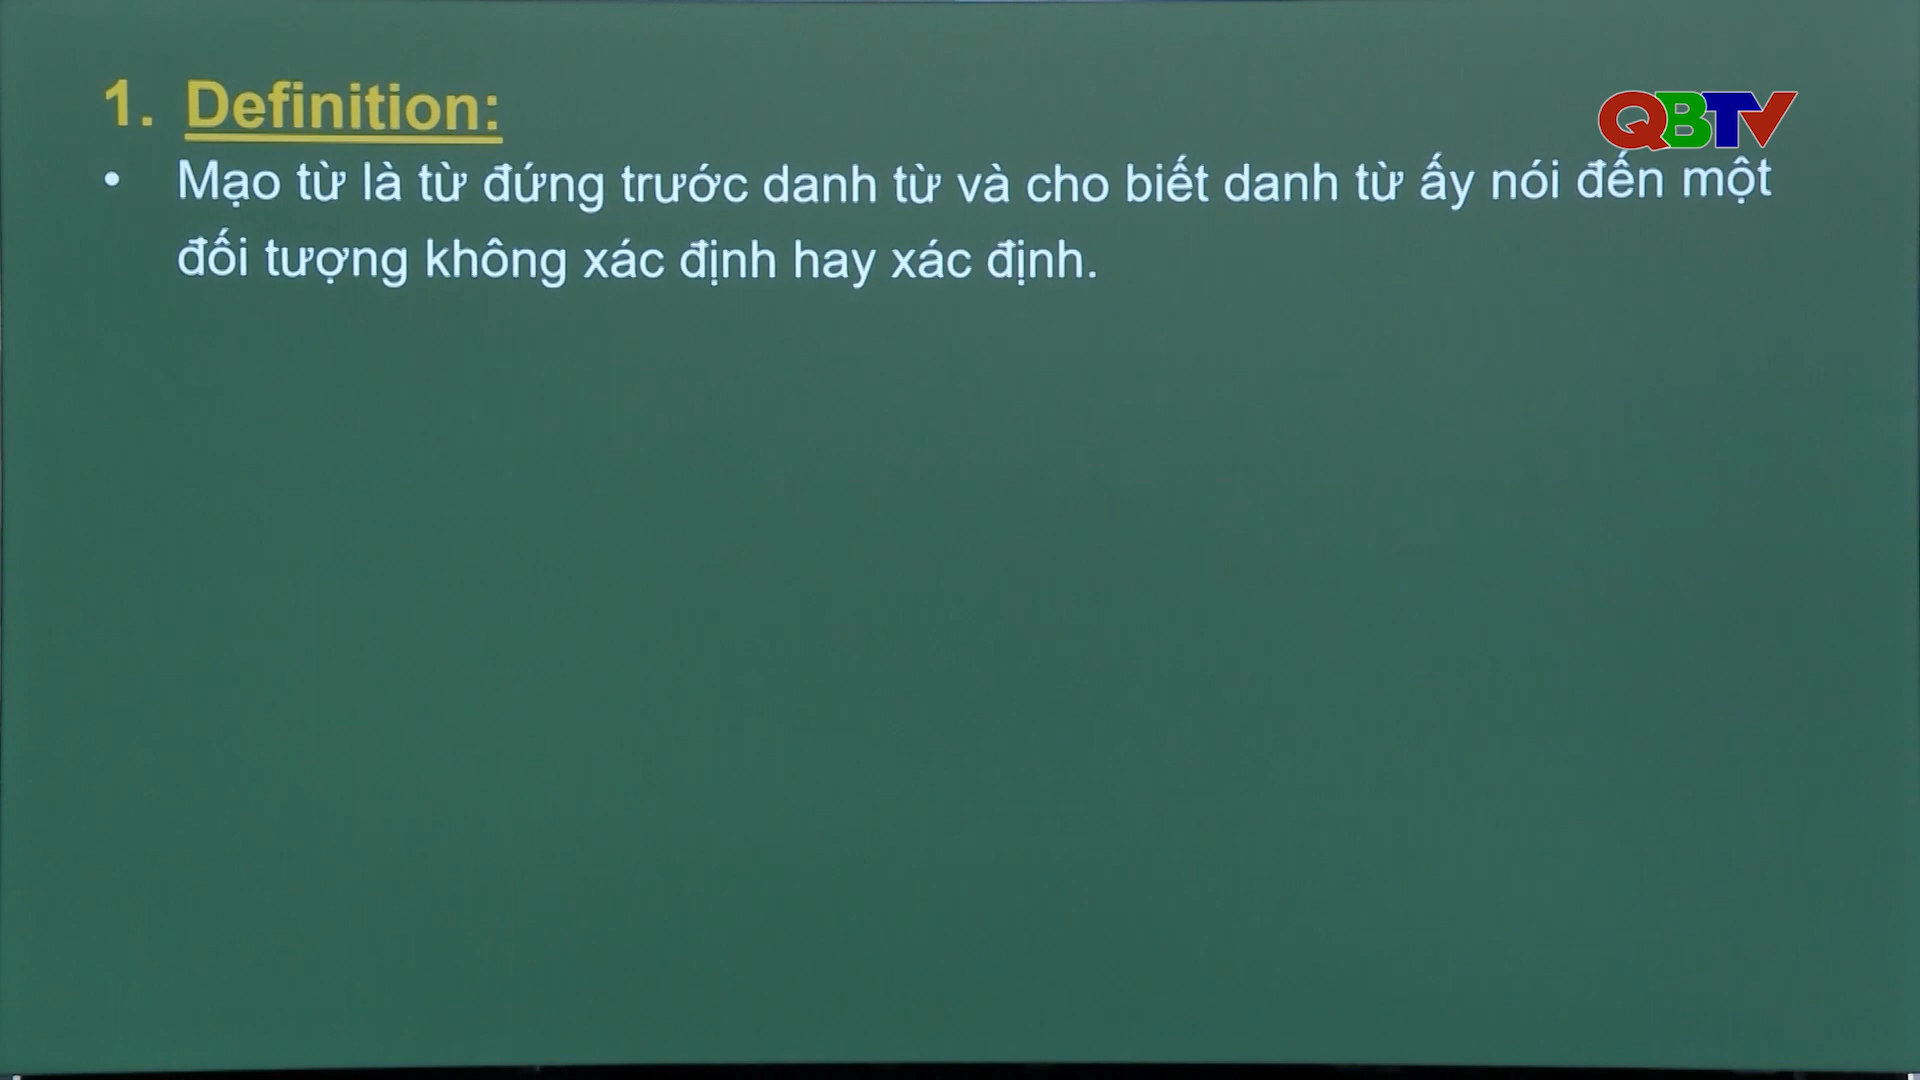 1. Definition:
QBTV
• Mạo từ là từ đứng trước danh từ và cho biết danh từ ấy nói đến một
đối tượng không xác định hay xác định.